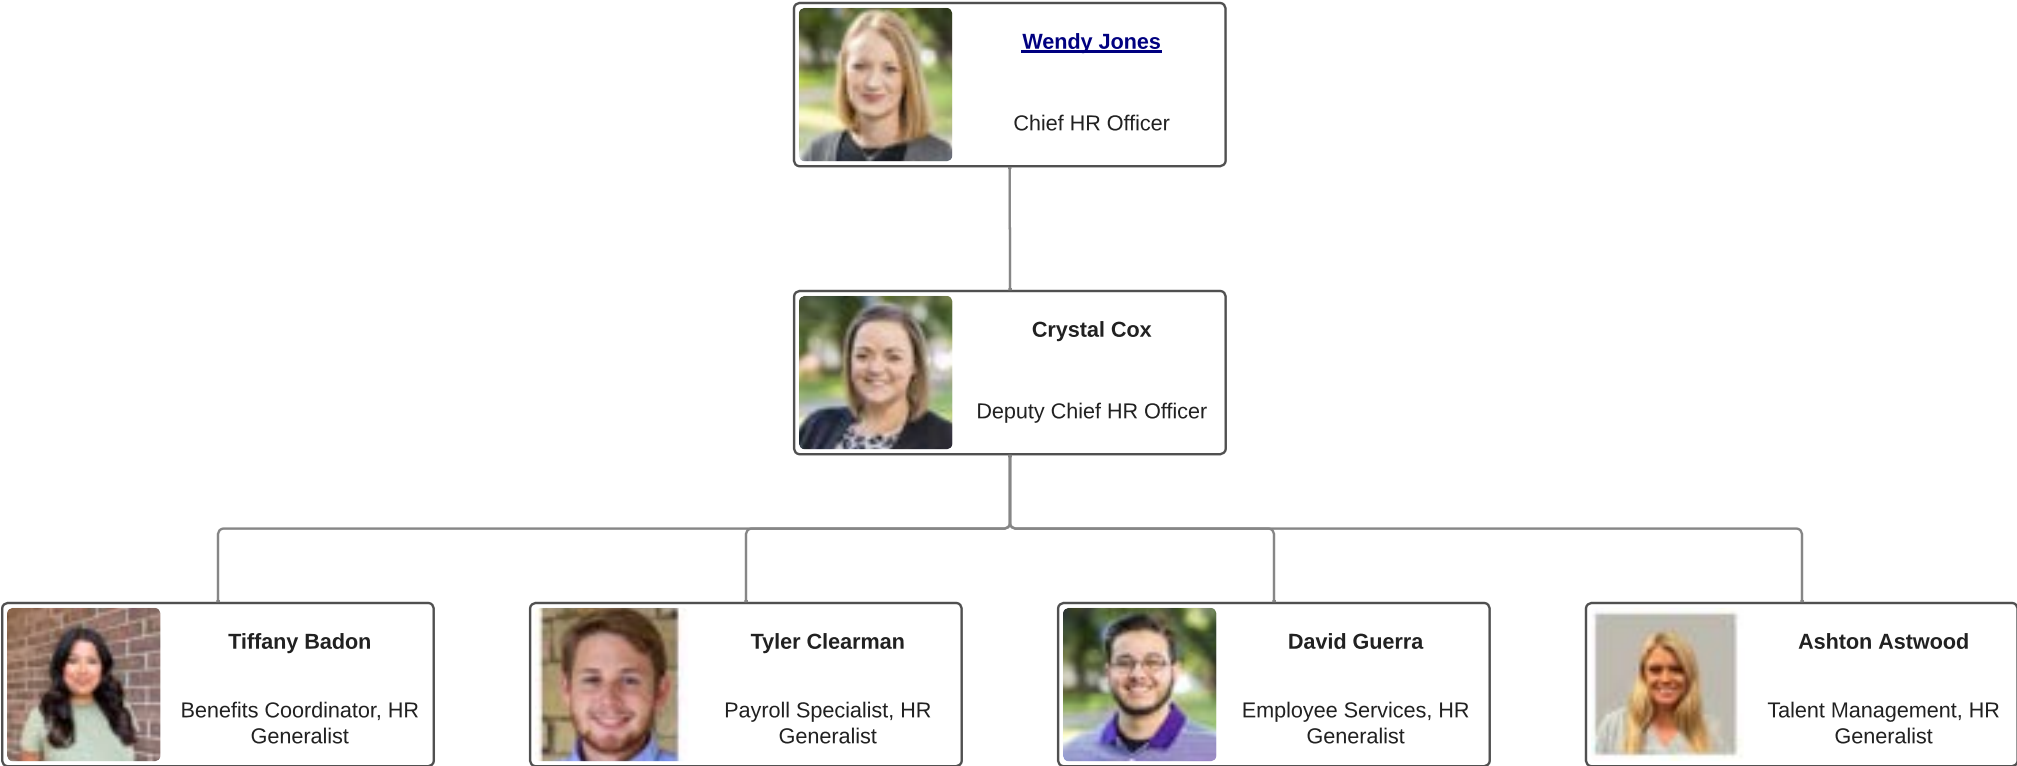 Wendy Jones
Chief HR Officer
Crystal Cox
Deputy Chief HR Officer
Tiffany Badon
Benefits Coordinator, HR
Generalist
Tyler Clearman
Payroll Specialist, HR
Generalist
David Guerra
Employee Services, HR
Generalist
Ashton Astwood
Talent Management, HR
Generalist